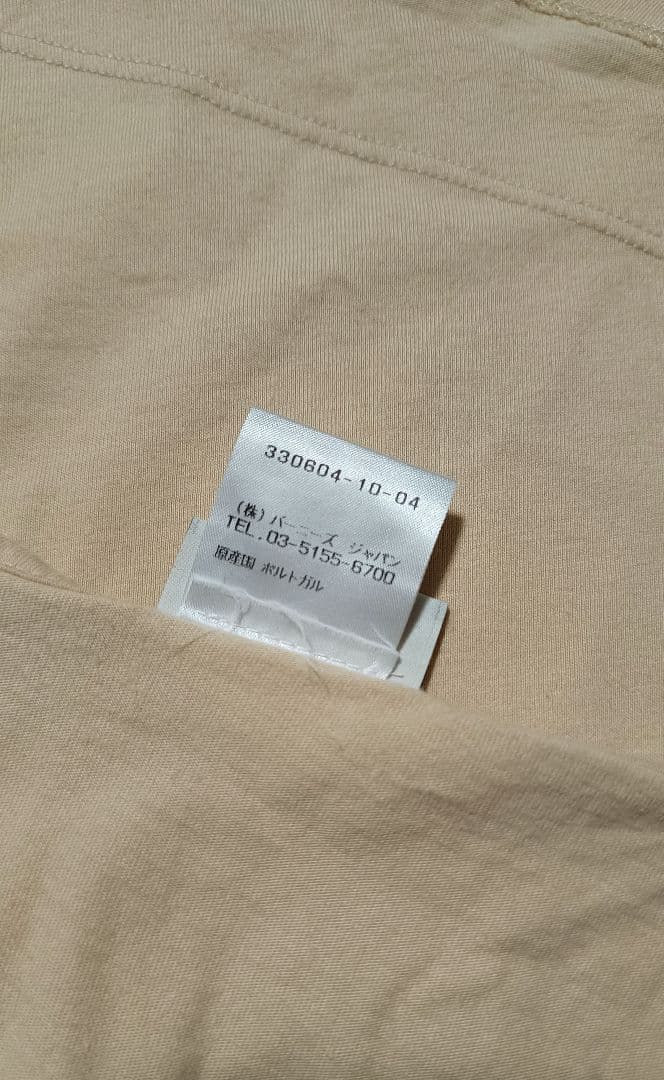 330604-10-04
(株)バーニーズ ジャパン
TEL.03-5155-6700
原産国 ポルトガル